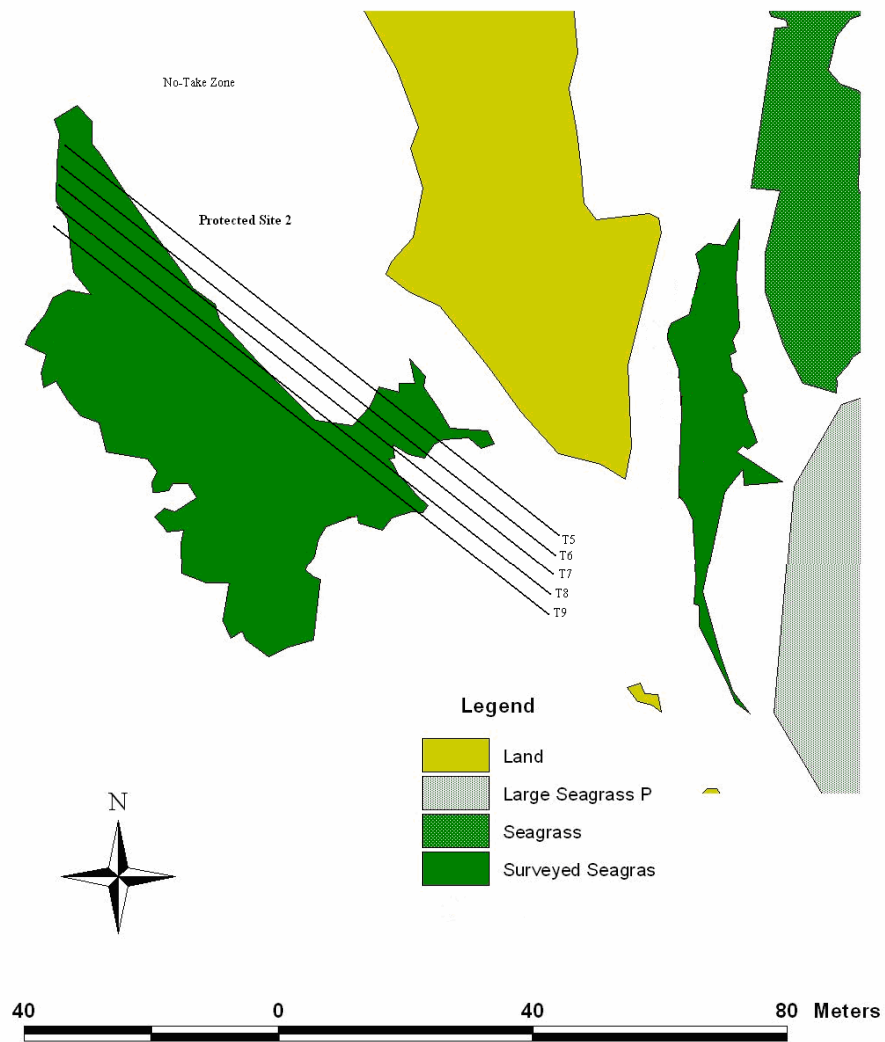 No-Take Zone
Protected Site 2
T5
T6
T7
T8
T9
Legend
Land
Large Seagrass P
Seagrass
Surveyed Seagras
N
40 0 40 80 Meters